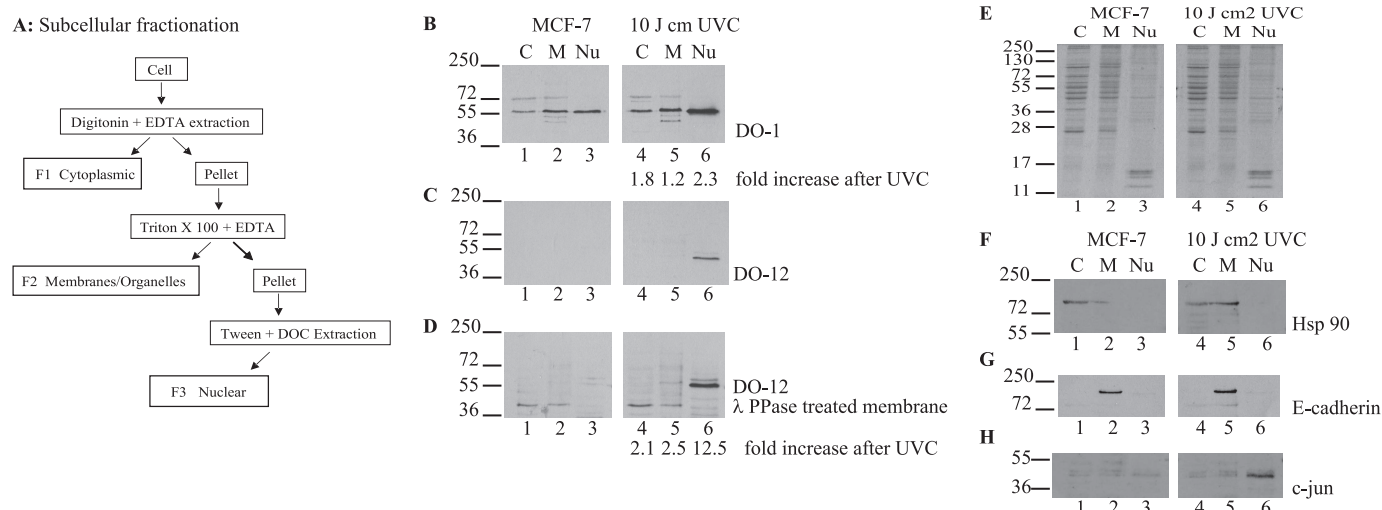 A: Subcellular fractionation
Cell
Digitonin + EDTA extraction
F1 Cytoplasmic
Pellet
Triton X 100 + EDTA
F2 Membranes/Organelles
Pellet
Tween + DOC Extraction
F3 Nuclear
B
MCF-7 10 J cm UVC
C M Nu C M Nu
250
72
55
36
DO-1
1 2 3 4 5 6
1.8 1.2 2.3 fold increase after UVC
C
250
72
55
36
DO-12
1 2 3 4 5 6
D
250
72
55
36
DO-12
λ PPase treated membrane
1 2 3 4 5 6
2.1 2.5 12.5 fold increase after UVC
E
MCF-7 10 J cm2 UVC
C M Nu C M Nu
250
130
72
55
36
28
17
11
1 2 3 4 5 6
F
MCF-7 10 J cm2 UVC
C M Nu C M Nu
250
72
55
Hsp 90
1 2 3 4 5 6
G
250
72
E-cadherin
1 2 3 4 5 6
H
55
36
c-jun
1 2 3 4 5 6